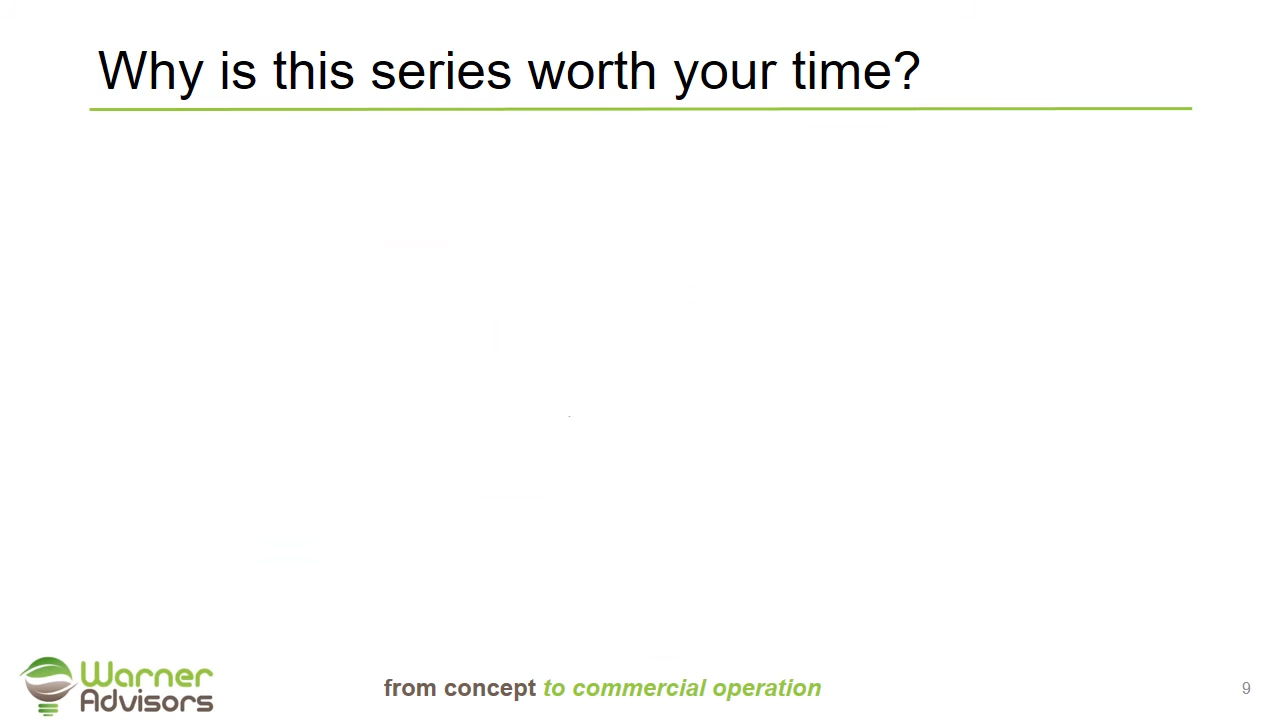 Why is this series worth your time?
Warner
Advisors
from concept to commercial operation
9